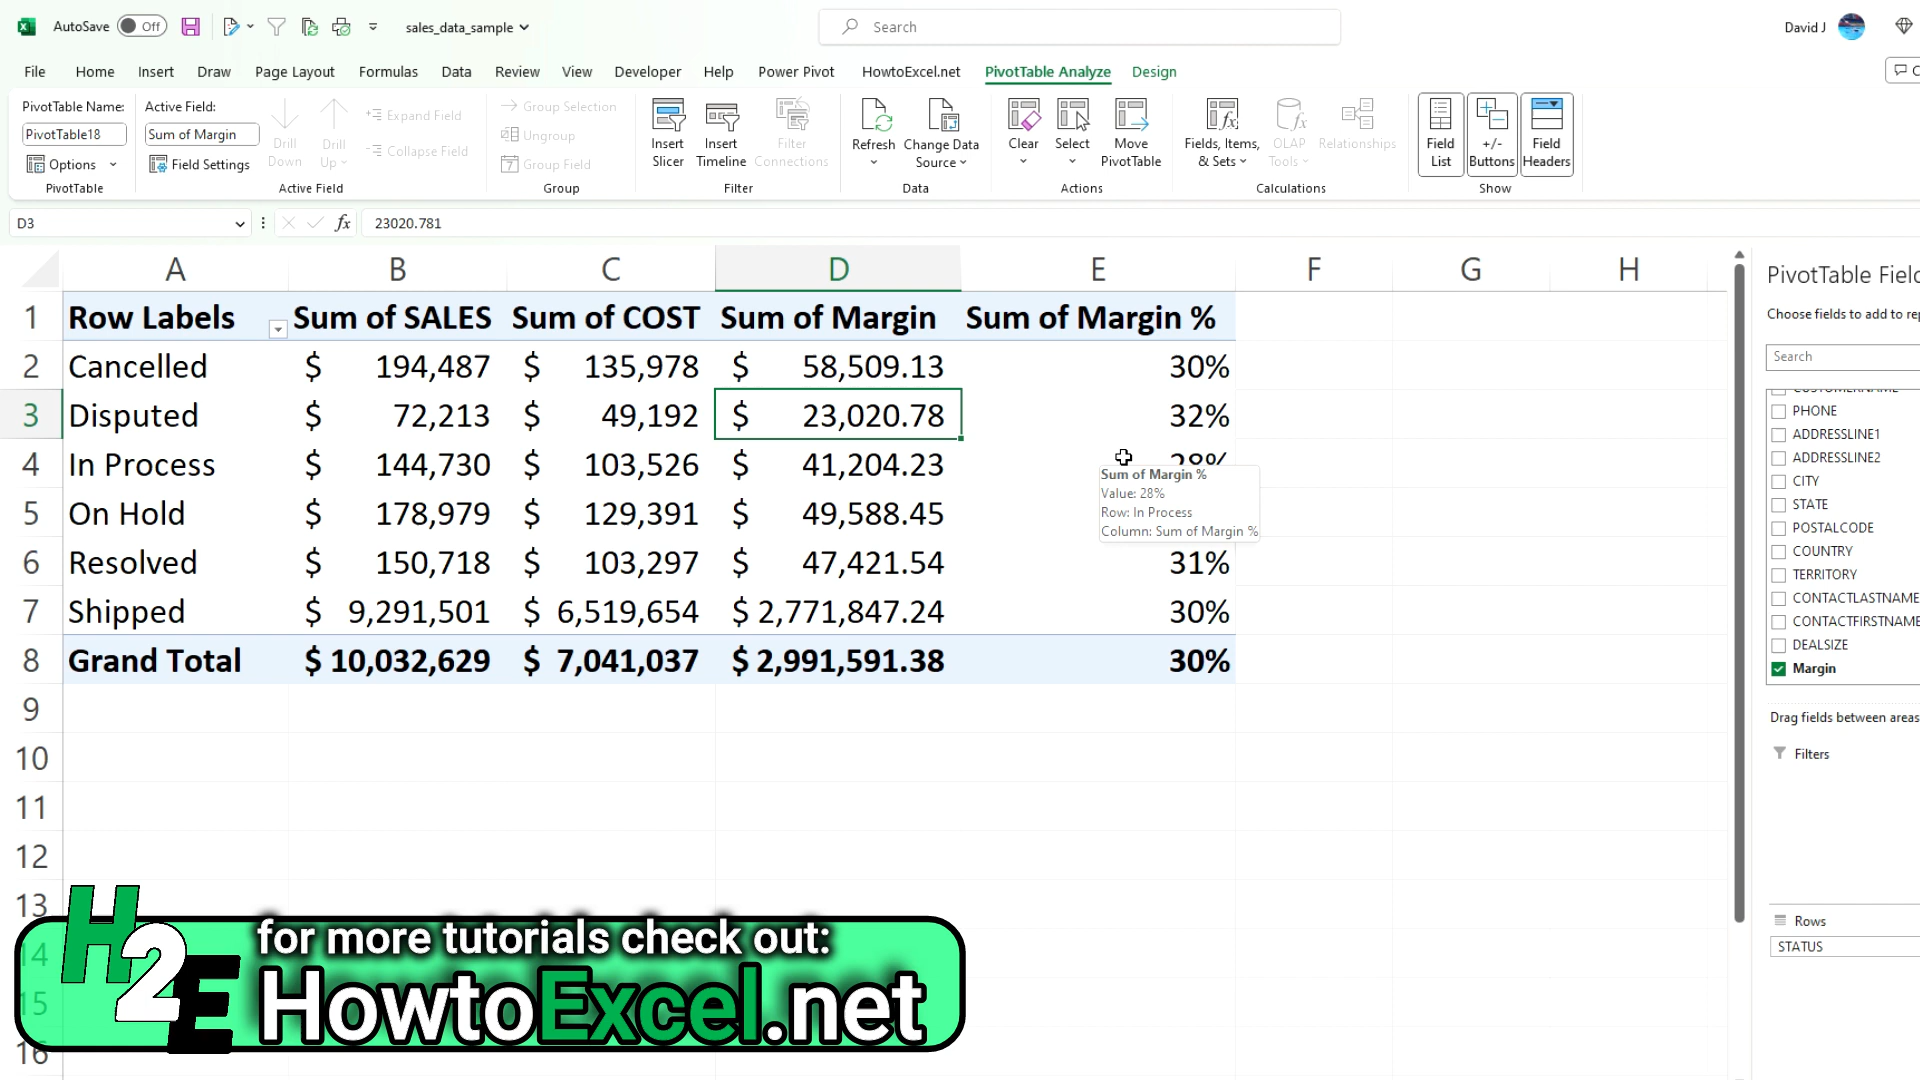 AutoSave Off sales_data_sample Search David J
File Home Insert Draw Page Layout Formulas Data Review View Developer Help Power Pivot HowtoExcel.net PivotTable Analyze Design
PivotTable Name: Active Field:
PivotTable18 Sum of Margin
Options Field Settings
Drill Down
Drill Up
Expand Field
Collapse Field
Group Selection
Ungroup
Group Field
Insert Slicer
Insert Timeline
Filter Connections
Refresh
Change Data Source
Clear
Select
Move PivotTable
Fields, Items, & Sets
OLAP Tools
Relationships
Field List
+/- Buttons
Field Headers
PivotTable Active Field Group Filter Data Actions Calculations Show
D3 fx 23020.781
A B C D E F G H
1 Row Labels Sum of SALES Sum of COST Sum of Margin Sum of Margin %
2 Cancelled $ 194,487 $ 135,978 $ 58,509.13 30%
3 Disputed $ 72,213 $ 49,192 $ 23,020.78 32%
4 In Process $ 144,730 $ 103,526 $ 41,204.23 28%
5 On Hold $ 178,979 $ 129,391 $ 49,588.45
6 Resolved $ 150,718 $ 103,297 $ 47,421.54 31%
7 Shipped $ 9,291,501 $ 6,519,654 $ 2,771,847.24 30%
8 Grand Total $ 10,032,629 $ 7,041,037 $ 2,991,591.38 30%
Sum of Margin %
Value: 28%
Row: In Process
Column: Sum of Margin %
9
10
11
12
13
14
15
16
PivotTable Fiel
Choose fields to add to re
Search
PHONE
ADDRESSLINE1
ADDRESSLINE2
CITY
STATE
POSTALCODE
COUNTRY
TERRITORY
CONTACTLASTNAME
CONTACTFIRSTNAME
DEALSIZE
Margin
Drag fields between areas
Filters
Rows
STATUS
H2E
for more tutorials check out:
HowtoExcel.net